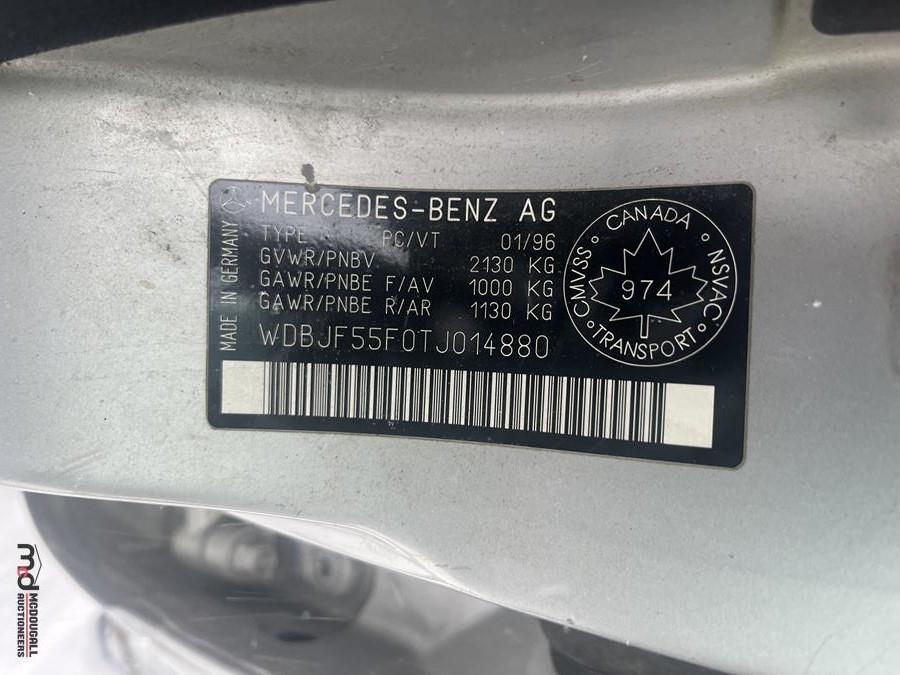 MERCEDES-BENZ AG
TYPE PC/VT 01/96
GVWR/PNBV 2130 KG
GAWR/PNBE F/AV 1000 KG
GAWR/PNBE R/AR 1130 KG
WDBJF55F0TJ014880
MADE IN GERMANY
CANADA
NSVAC
TRANSPORT
CMVSS
974
md
MCDOUGALL
AUCTIONEERS